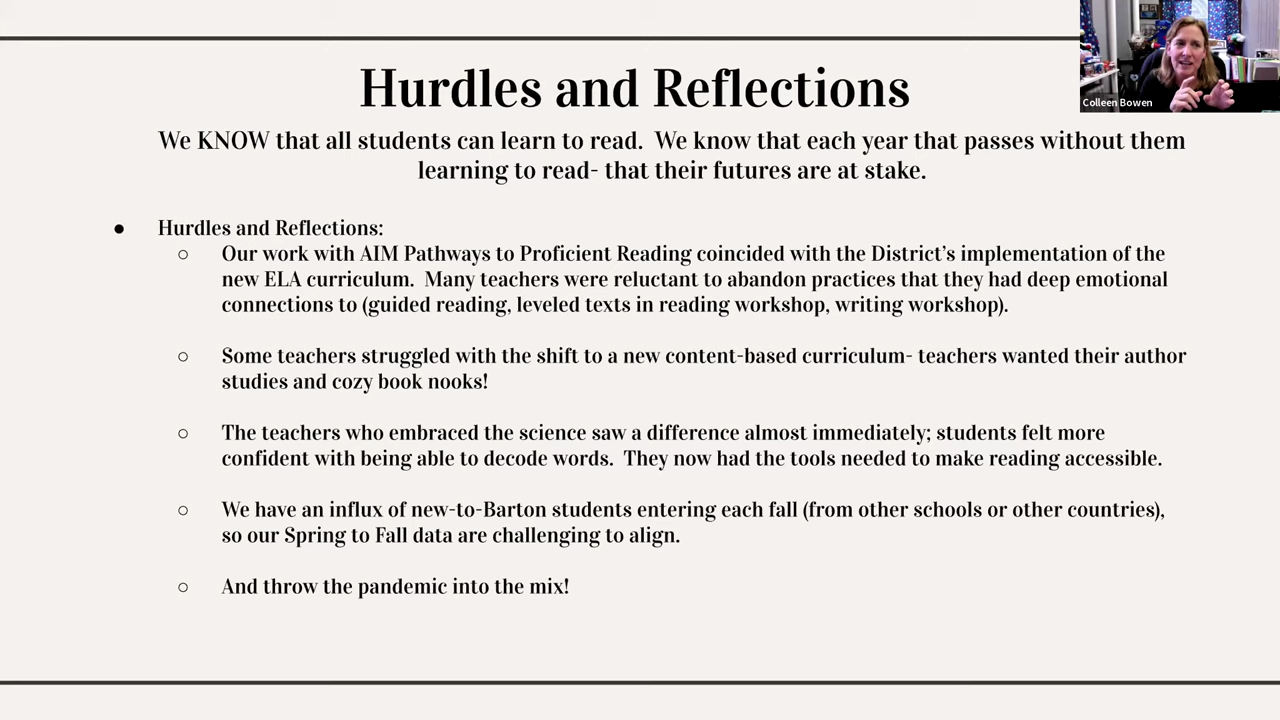 Hurdles and Reflections
Colleen Bowen
We KNOW that all students can learn to read.  We know that each year that passes without them
learning to read- that their futures are at stake.
● Hurdles and Reflections:
○ Our work with AIM Pathways to Proficient Reading coincided with the District’s implementation of the
new ELA curriculum.  Many teachers were reluctant to abandon practices that they had deep emotional
connections to (guided reading, leveled texts in reading workshop, writing workshop).
○ Some teachers struggled with the shift to a new content-based curriculum- teachers wanted their author
studies and cozy book nooks!
○ The teachers who embraced the science saw a difference almost immediately; students felt more
confident with being able to decode words.  They now had the tools needed to make reading accessible.
○ We have an influx of new-to-Barton students entering each fall (from other schools or other countries),
so our Spring to Fall data are challenging to align.
○ And throw the pandemic into the mix!